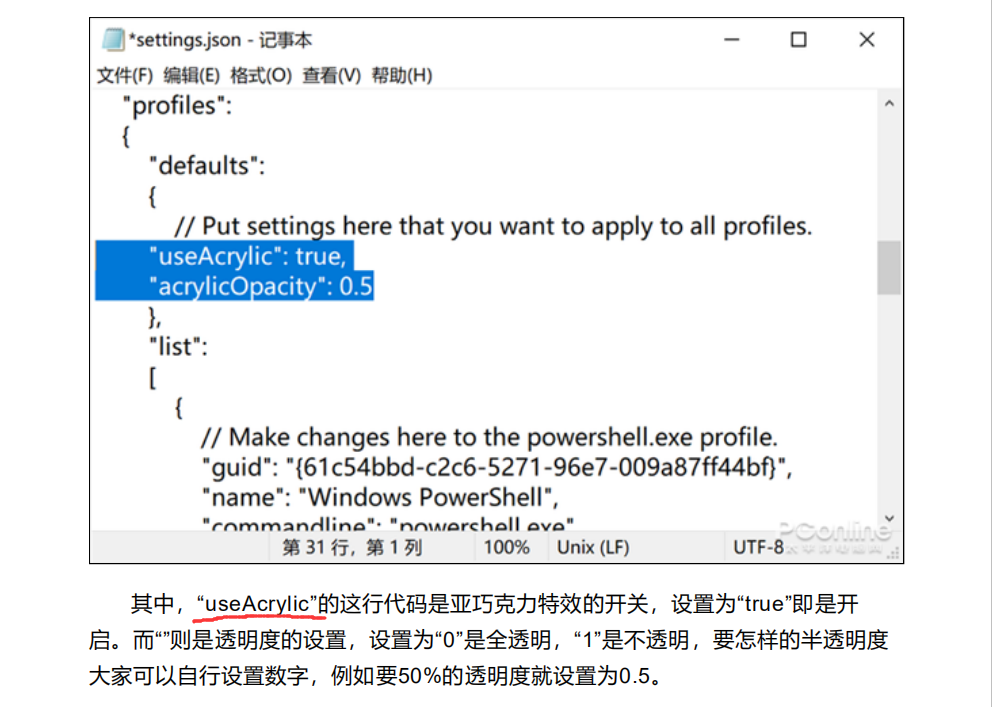 *settings.json - 记事本
文件(F) 编辑(E) 格式(O) 查看(V) 帮助(H)
"profiles":
{
"defaults":
{
// Put settings here that you want to apply to all profiles.
"useAcrylic": true,
"acrylicOpacity": 0.5
},
"list":
[
{
// Make changes here to the powershell.exe profile.
"guid": "{61c54bbd-c2c6-5271-96e7-009a87ff44bf}",
"name": "Windows PowerShell",
"commandline": "powershell.exe"
第 31 行，第 1 列 100% Unix (LF) UTF-8
PConline
太平洋电脑网
其中，“useAcrylic”的这行代码是亚巧克力特效的开关，设置为“true”即是开
启。而“”则是透明度的设置，设置为“0”是全透明，“1”是不透明，要怎样的半透明度
大家可以自行设置数字，例如要50%的透明度就设置为0.5。